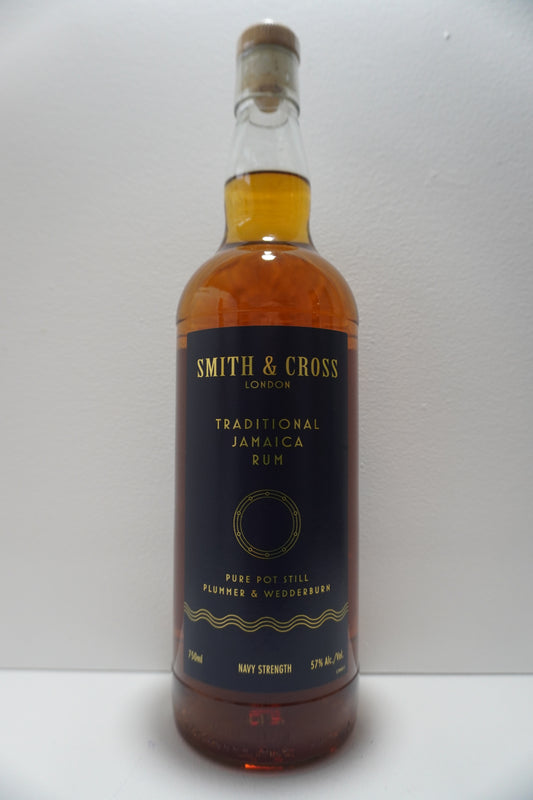 SMITH & CROSS
LONDON
TRADITIONAL
JAMAICA
RUM
PURE POT STILL
PLUMMER & WEDDERBURN
750ml
NAVY STRENGTH
57% Alc./Vol.